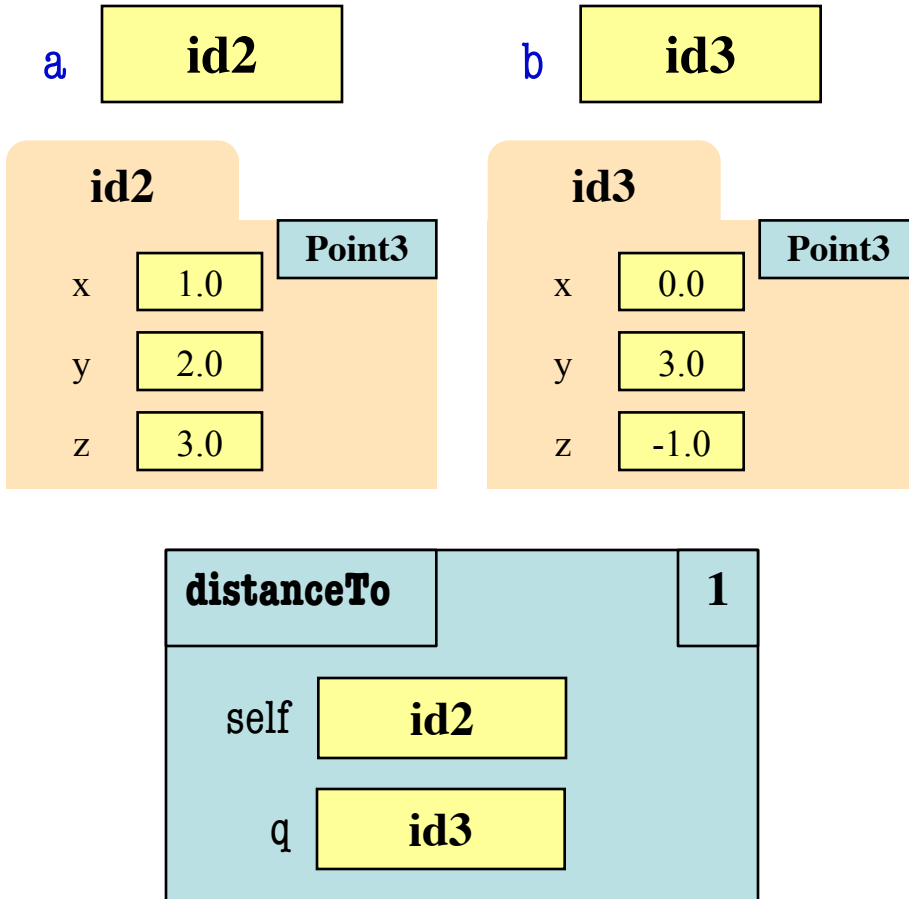 a id2 b id3
id2 id3
Point3 Point3
x 1.0 x 0.0
y 2.0 y 3.0
z 3.0 z -1.0
distanceTo 1
self id2
q id3